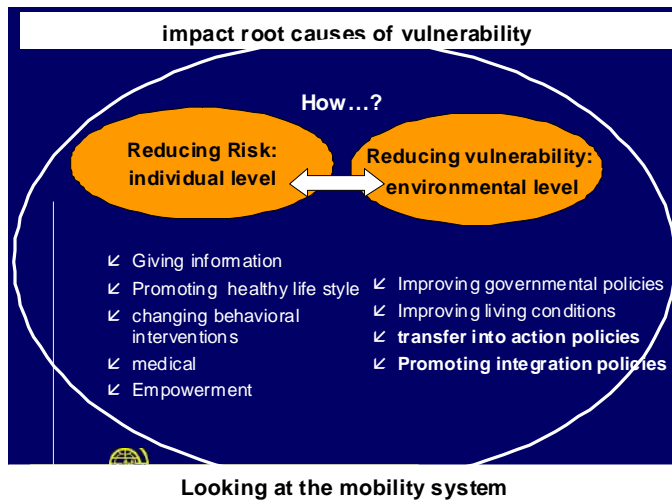 impact root causes of vulnerability
How...?
Reducing Risk:
individual level
Reducing vulnerability:
environmental level
Giving information
Promoting healthy life style
changing behavioral
interventions
medical
Empowerment
Improving governmental policies
Improving living conditions
transfer into action policies
Promoting integration policies
Looking at the mobility system